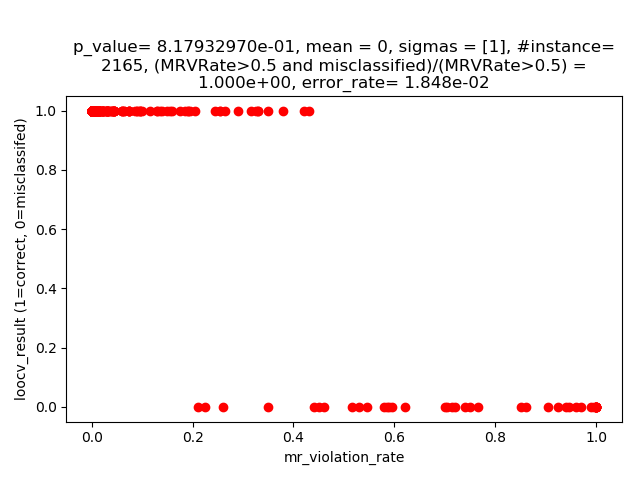 p_value= 8.17932970e-01, mean = 0, sigmas = [1], #instance=
2165, (MRVRate>0.5 and misclassified)/(MRVRate>0.5) =
1.000e+00, error_rate= 1.848e-02
loocv_result (1=correct, 0=misclassifed)
1.0
0.8
0.6
0.4
0.2
0.0
0.0 0.2 0.4 0.6 0.8 1.0
mr_violation_rate